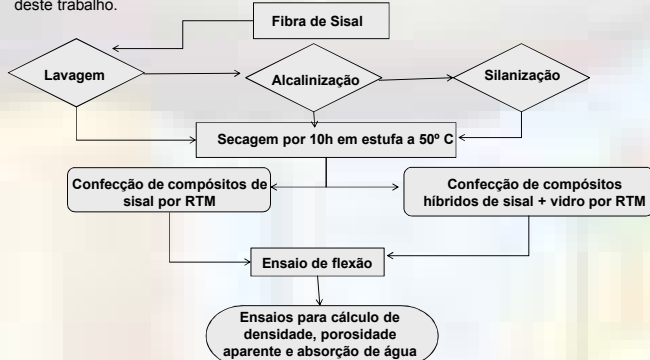 deste trabalho.
Fibra de Sisal
Lavagem
Alcalinização
Silanização
Secagem por 10h em estufa a 50º C
Confecção de compósitos de
sisal por RTM
Confecção de compósitos
híbridos de sisal + vidro por RTM
Ensaio de flexão
Ensaios para cálculo de
densidade, porosidade
aparente e absorção de água